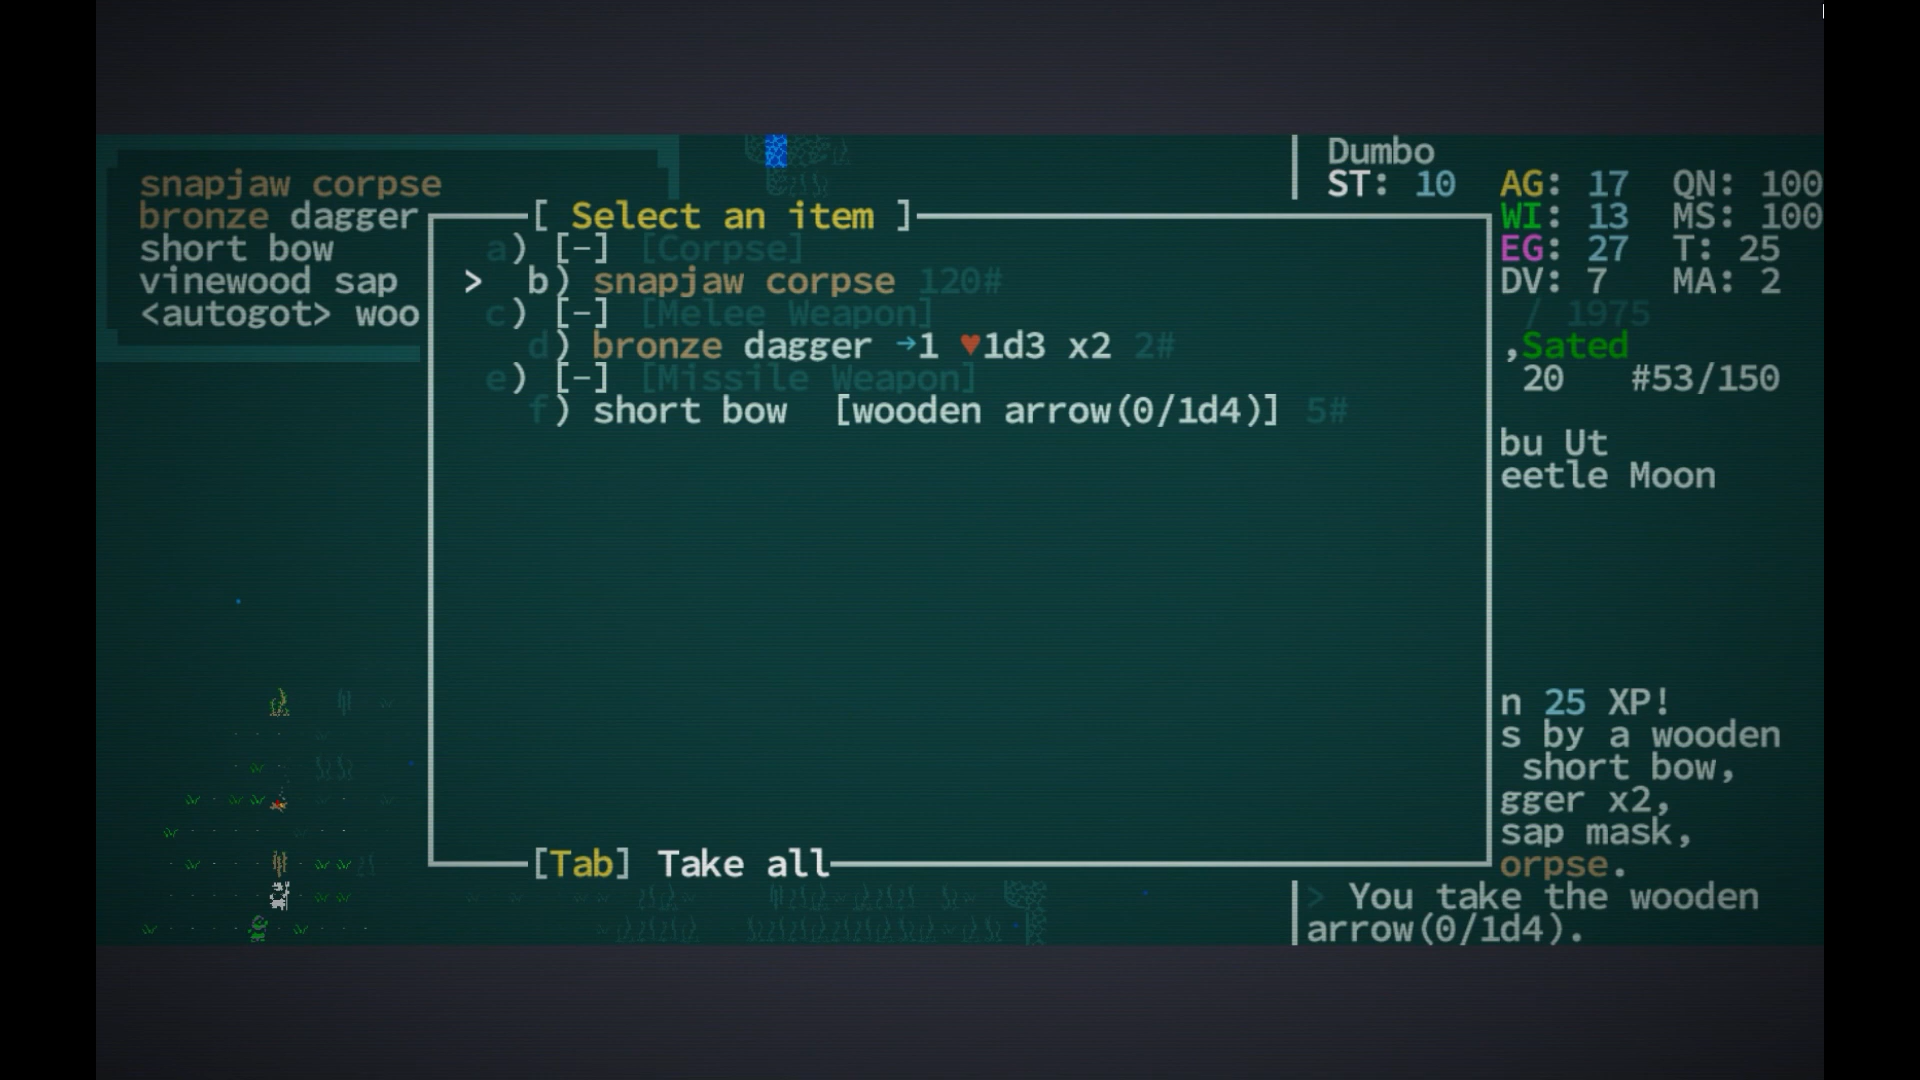 snapjaw corpse
bronze dagger
short bow
vinewood sap
<autogot> woo
[ Select an item ]
a) [-] [Corpse]
> b) snapjaw corpse 120#
c) [-] [Melee Weapon]
d) bronze dagger →1 ♥1d3 x2 2#
e) [-] [Missile Weapon]
f) short bow [wooden arrow(0/1d4)] 5#
[Tab] Take all
Dumbo
ST: 10 AG: 17 QN: 100
WI: 13 MS: 100
EG: 27 T: 25
DV: 7 MA: 2
/ 1975
,Sated
20 #53/150
bu Ut
eetle Moon
n 25 XP!
s by a wooden
short bow,
gger x2,
sap mask,
orpse.
> You take the wooden
arrow(0/1d4).